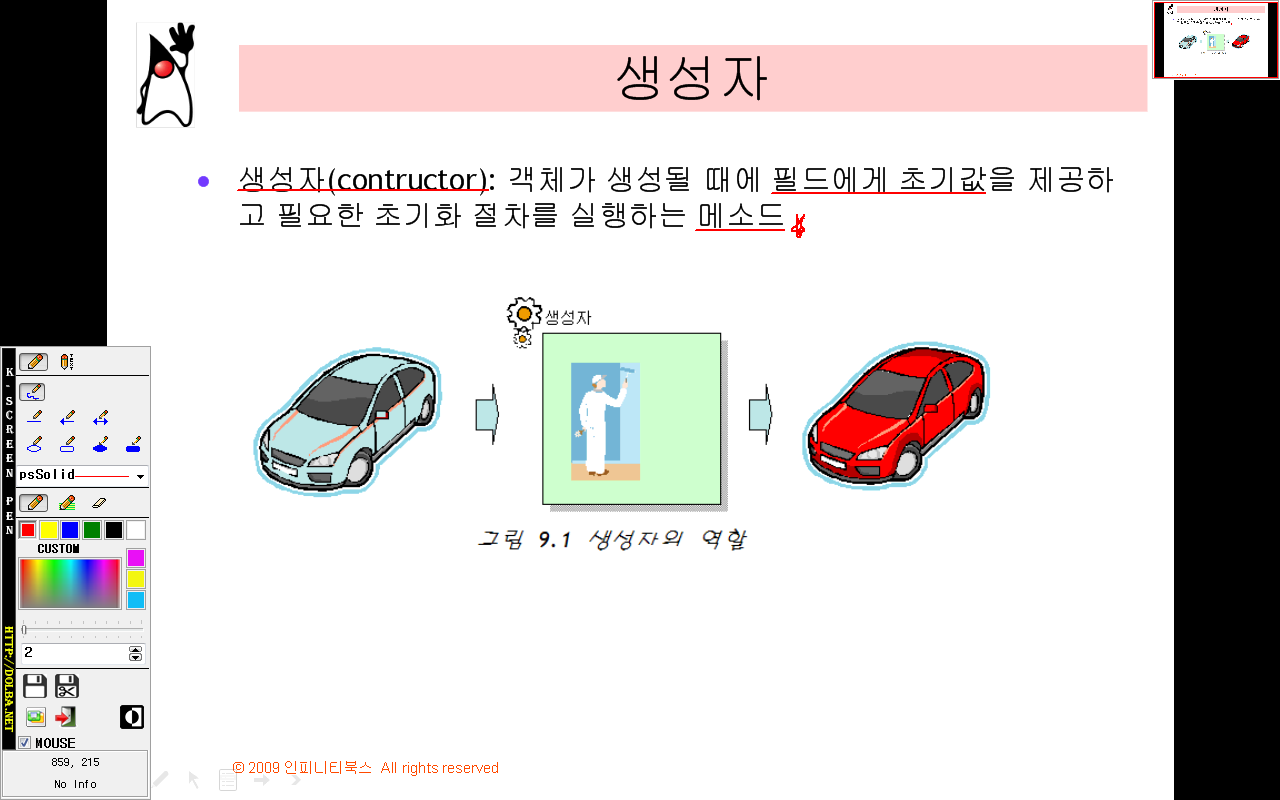 생성자
생성자(contructor): 객체가 생성될 때에 필드에게 초기값을 제공하
고 필요한 초기화 절차를 실행하는 메소드
생성자
그림 9.1 생성자의 역할
© 2009 인피니티북스 All rights reserved
K-SCREEN PEN
HTTP://DOLBA.NET
psSolid
CUSTOM
2
MOUSE
859, 215
No Info